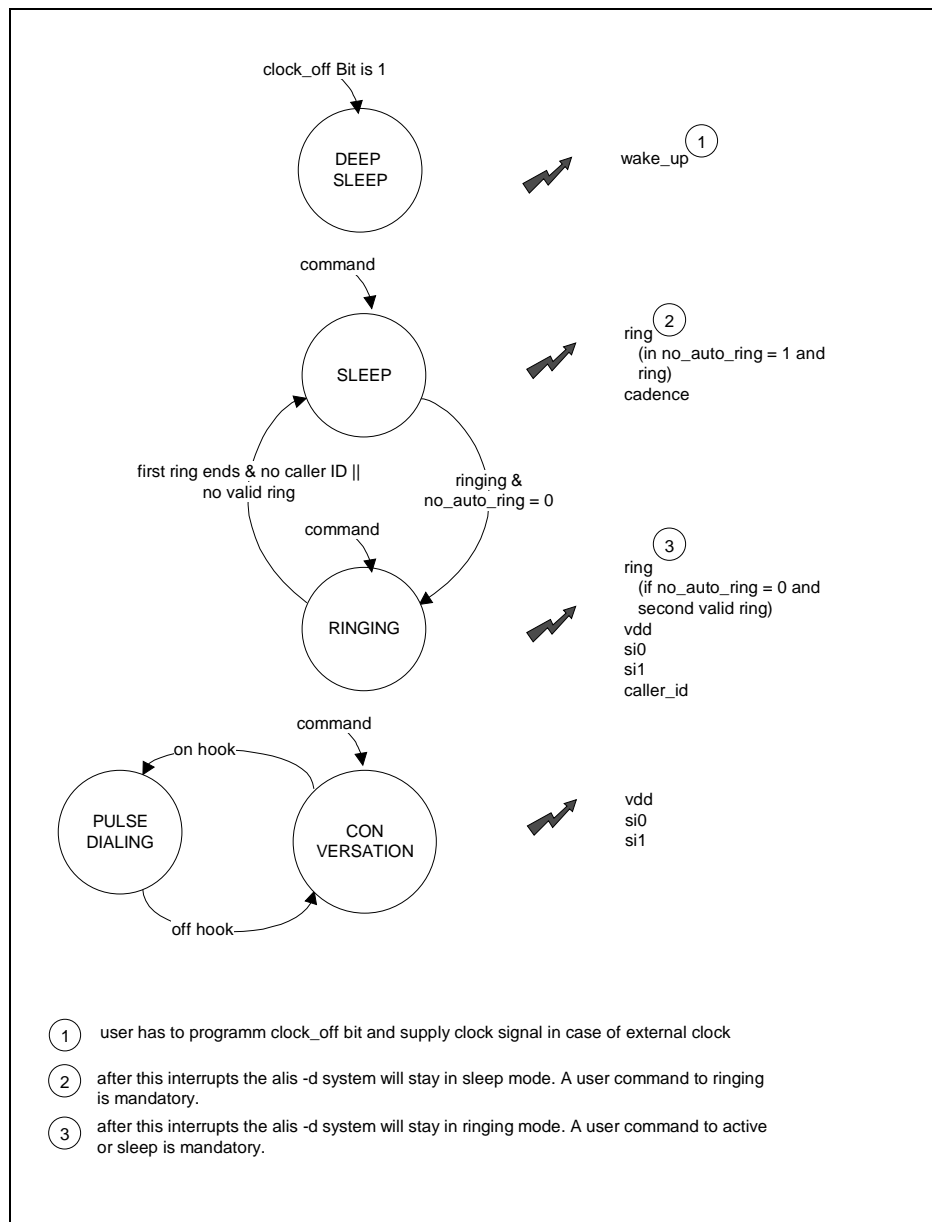 clock_off Bit is 1
DEEP
SLEEP
wake_up
1
command
SLEEP
2
ring
(in no_auto_ring = 1 and
ring)
cadence
first ring ends & no caller ID ||
no valid ring
ringing &
no_auto_ring = 0
command
RINGING
3
ring
(if no_auto_ring = 0 and
second valid ring)
vdd
si0
si1
caller_id
command
on hook
PULSE
DIALING
CON
VERSATION
off hook
vdd
si0
si1
1 user has to programm clock_off bit and supply clock signal in case of external clock
2 after this interrupts the alis -d system will stay in sleep mode. A user command to ringing
is mandatory.
3 after this interrupts the alis -d system will stay in ringing mode. A user command to active
or sleep is mandatory.